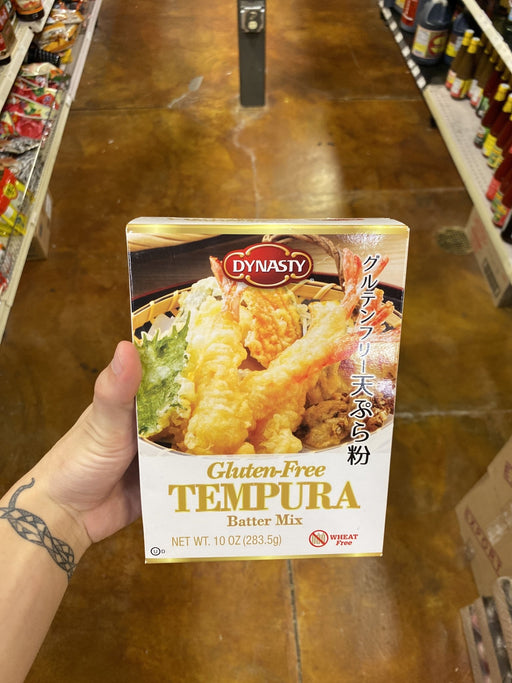 DYNASTY
グルテンフリー天ぷら粉
Gluten-Free
TEMPURA
Batter Mix
NET WT. 10 OZ (283.5g)
WHEAT
Free
U D